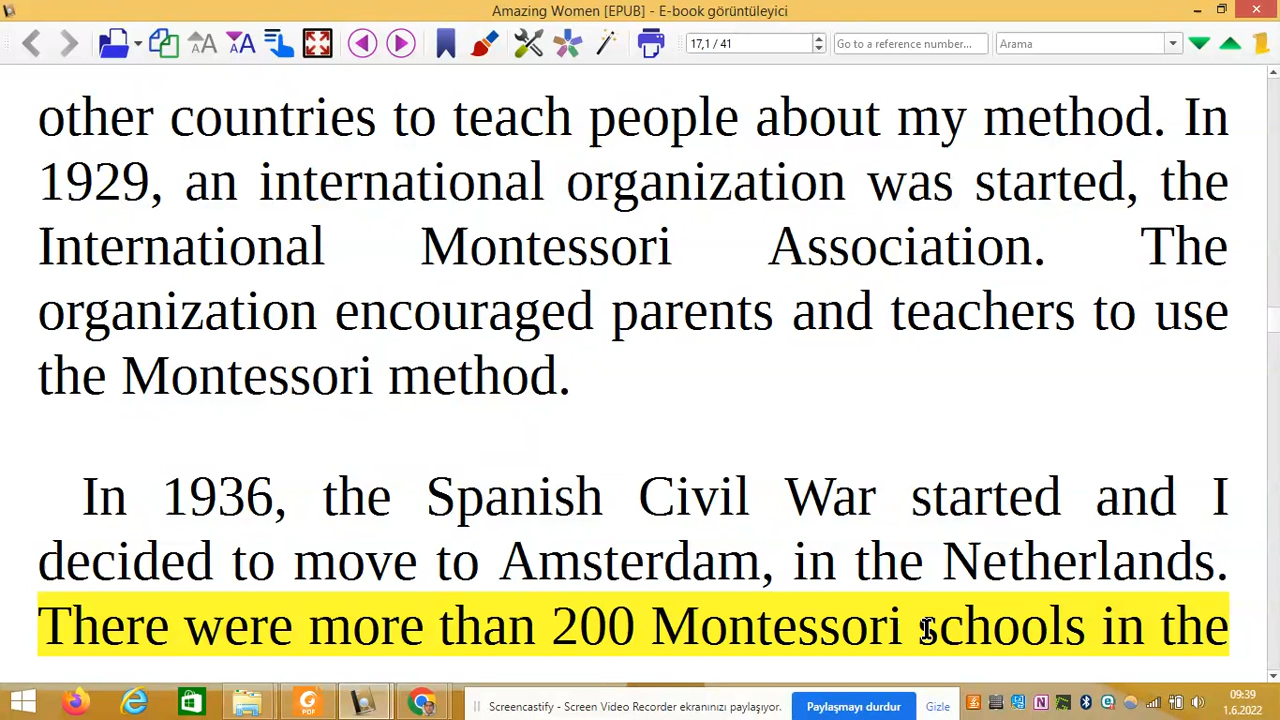 Amazing Women [EPUB] - E-book görüntüleyici
17,1 / 41
Go to a reference number...
Arama
other countries to teach people about my method. In
1929, an international organization was started, the
International Montessori Association. The
organization encouraged parents and teachers to use
the Montessori method.
In 1936, the Spanish Civil War started and I
decided to move to Amsterdam, in the Netherlands.
There were more than 200 Montessori schools in the
Screencastify - Screen Video Recorder ekranınızı paylaşıyor.
Paylaşmayı durdur
Gizle
09:39
1.6.2022